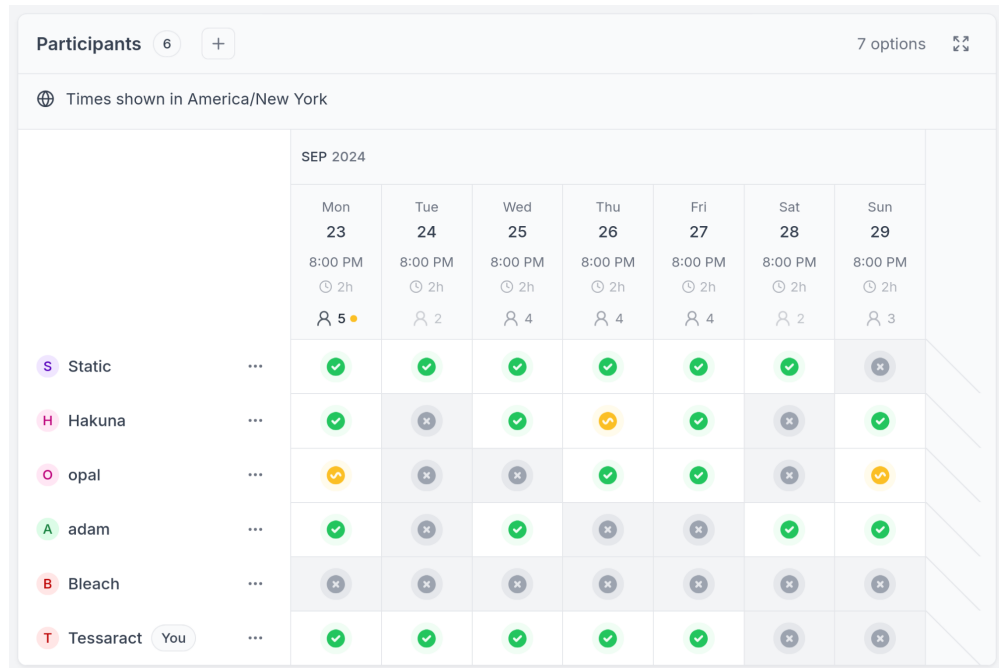 Participants 6 + 7 options
Times shown in America/New York
SEP 2024
Mon Tue Wed Thu Fri Sat Sun
23 24 25 26 27 28 29
8:00 PM 8:00 PM 8:00 PM 8:00 PM 8:00 PM 8:00 PM 8:00 PM
2h 2h 2h 2h 2h 2h 2h
5 2 4 4 4 2 3
S Static ...
H Hakuna ...
O opal ...
A adam ...
B Bleach ...
T Tessaract You ...